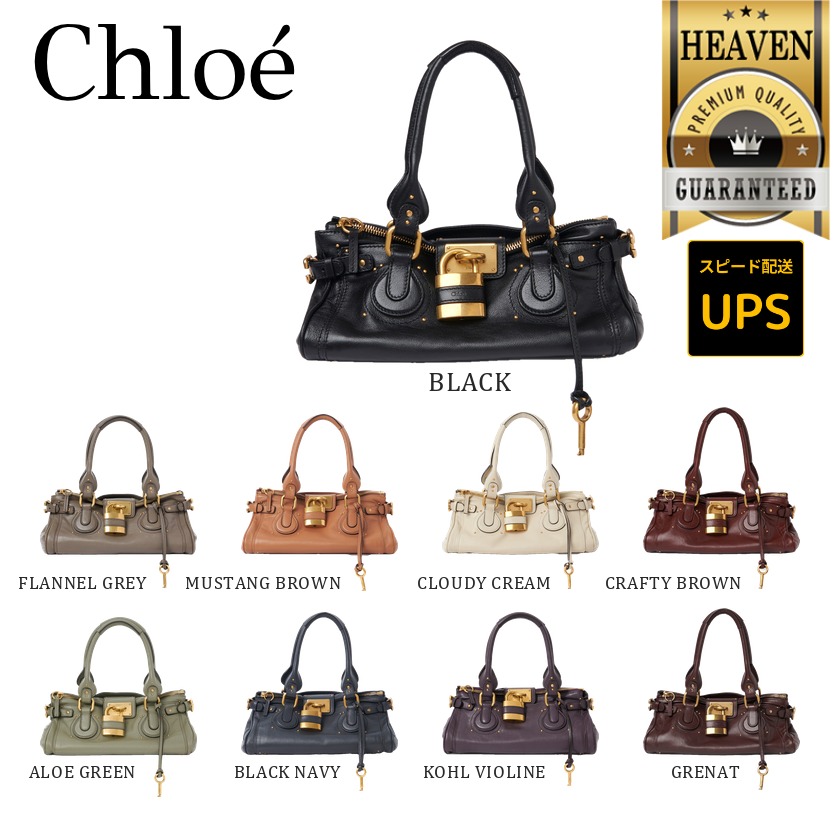 Chloé
HEAVEN
PREMIUM QUALITY
GUARANTEED
スピード配送
UPS
BLACK
FLANNEL GREY
MUSTANG BROWN
CLOUDY CREAM
CRAFTY BROWN
ALOE GREEN
BLACK NAVY
KOHL VIOLINE
GRENAT